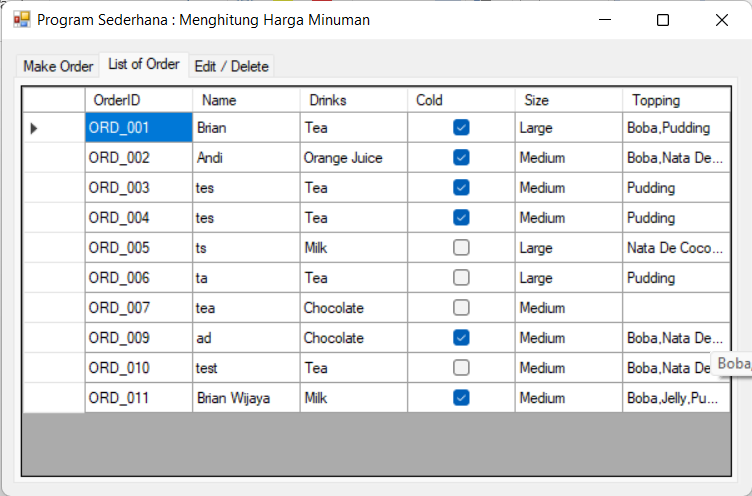 Program Sederhana : Menghitung Harga Minuman
Make Order List of Order Edit / Delete
OrderID Name Drinks Cold Size Topping
ORD_001 Brian Tea Large Boba,Pudding
ORD_002 Andi Orange Juice Medium Boba,Nata De...
ORD_003 tes Tea Medium Pudding
ORD_004 tes Tea Medium Pudding
ORD_005 ts Milk Large Nata De Coco...
ORD_006 ta Tea Large Pudding
ORD_007 tea Chocolate Medium
ORD_009 ad Chocolate Medium Boba,Nata De...
ORD_010 test Tea Medium Boba,Nata De Boba,
ORD_011 Brian Wijaya Milk Medium Boba,Jelly,Pu...